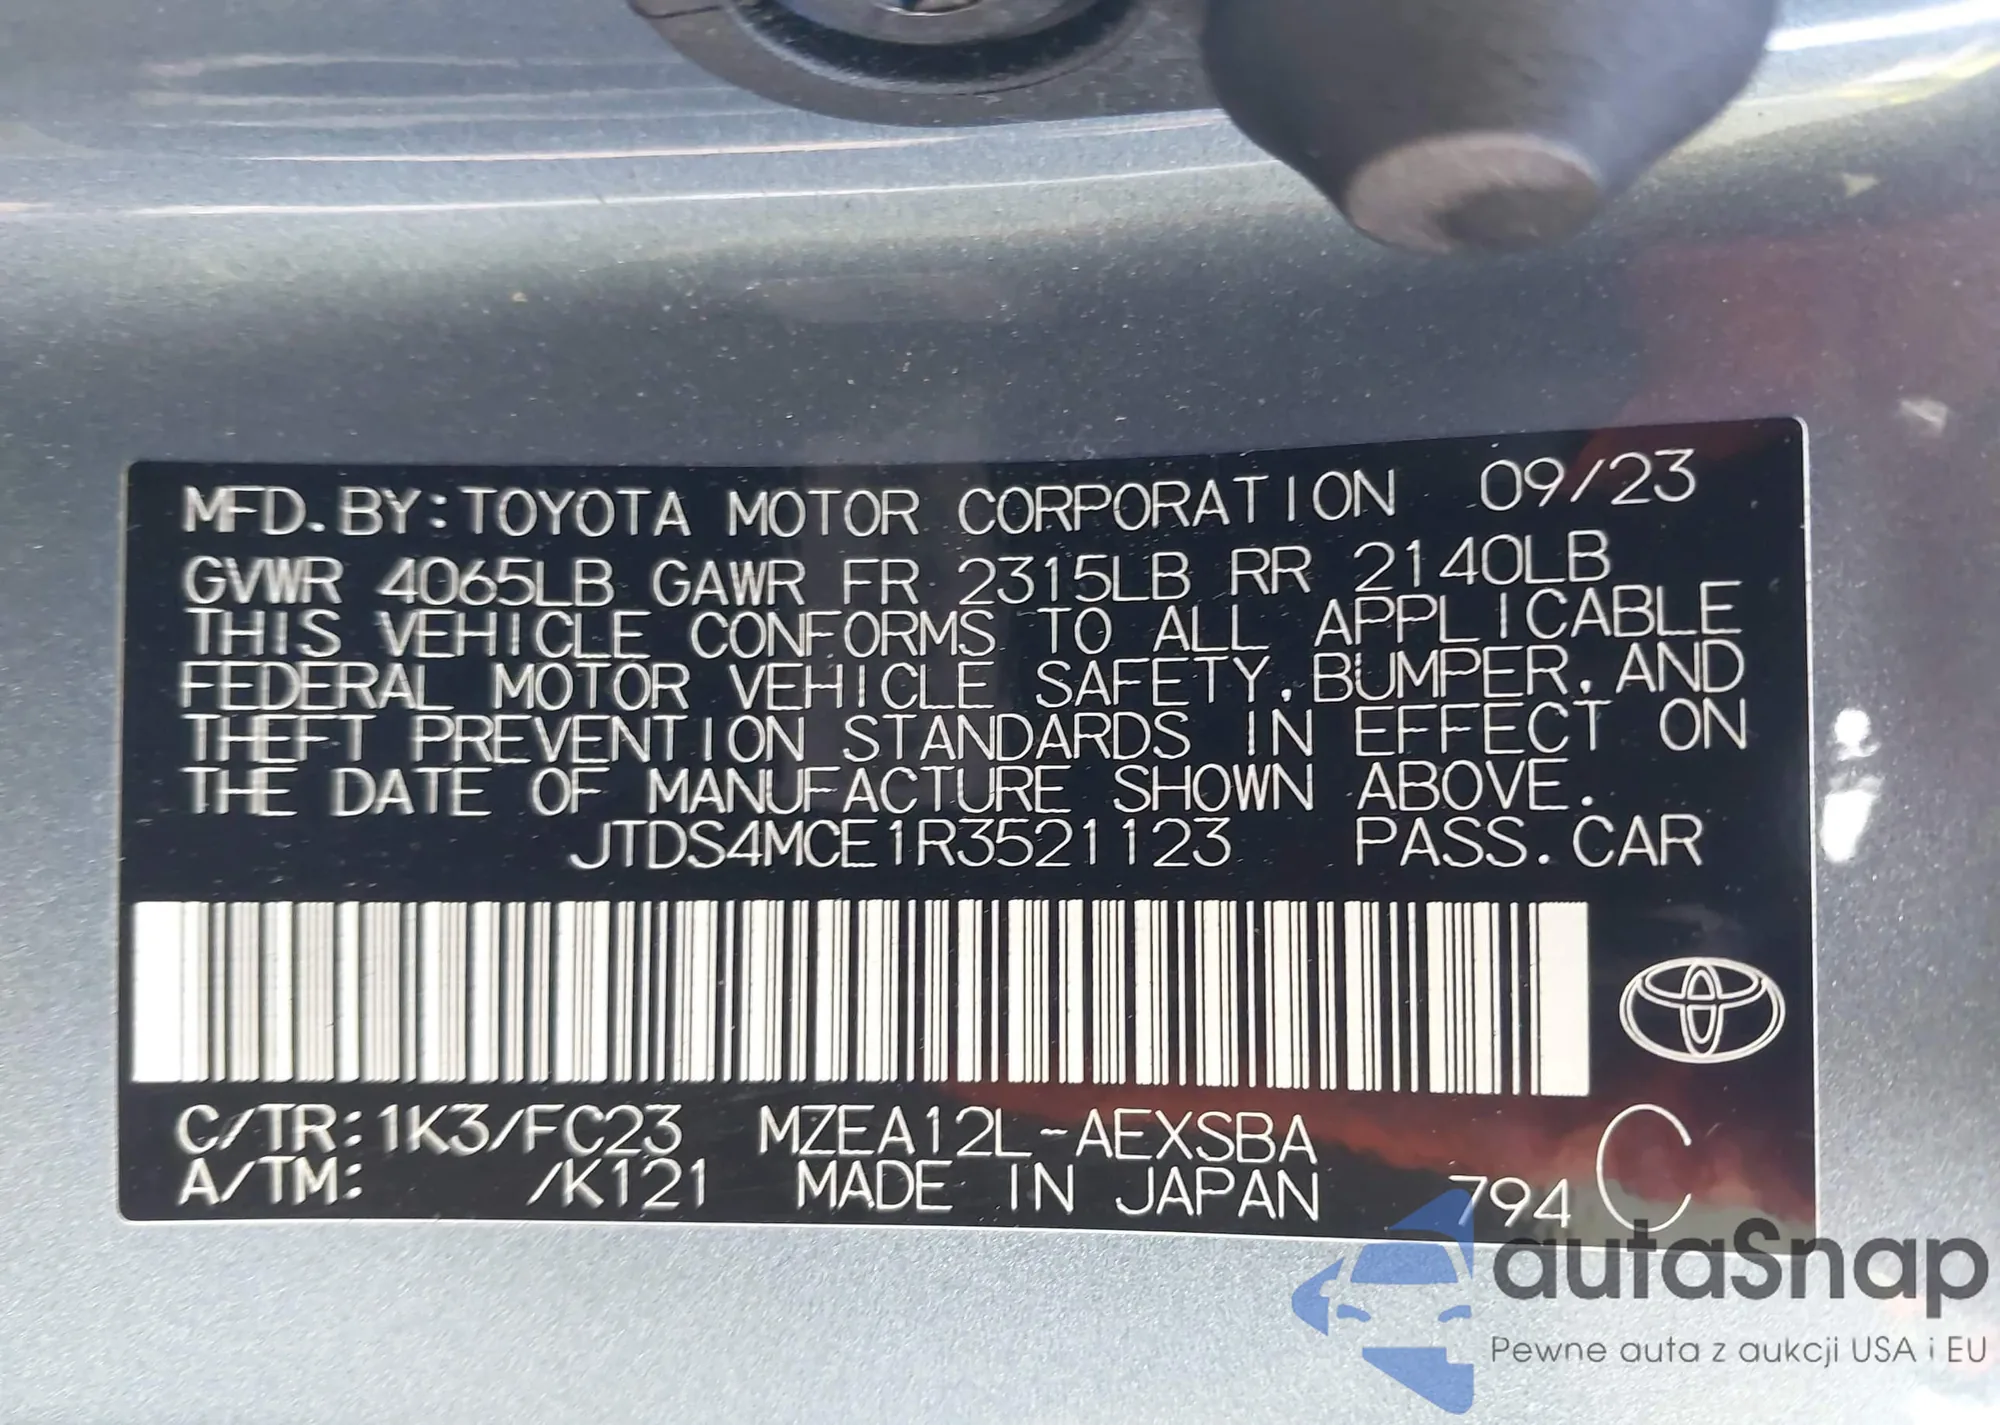 MFD. BY: TOYOTA MOTOR CORPORATION 09/23
GVWR 4065LB GAWR FR 2315LB RR 2140LB
THIS VEHICLE CONFORMS TO ALL APPLICABLE
FEDERAL MOTOR VEHICLE SAFETY, BUMPER, AND
THEFT PREVENTION STANDARDS IN EFFECT ON
THE DATE OF MANUFACTURE SHOWN ABOVE.
JTDS4MCE1R3521123 PASS. CAR
C/TR: 1K3/FC23 MZEA12L-AEXSBA
A/TM: /K121 MADE IN JAPAN 794 C
autaSnap
Pewne auta z aukcji USA i EU